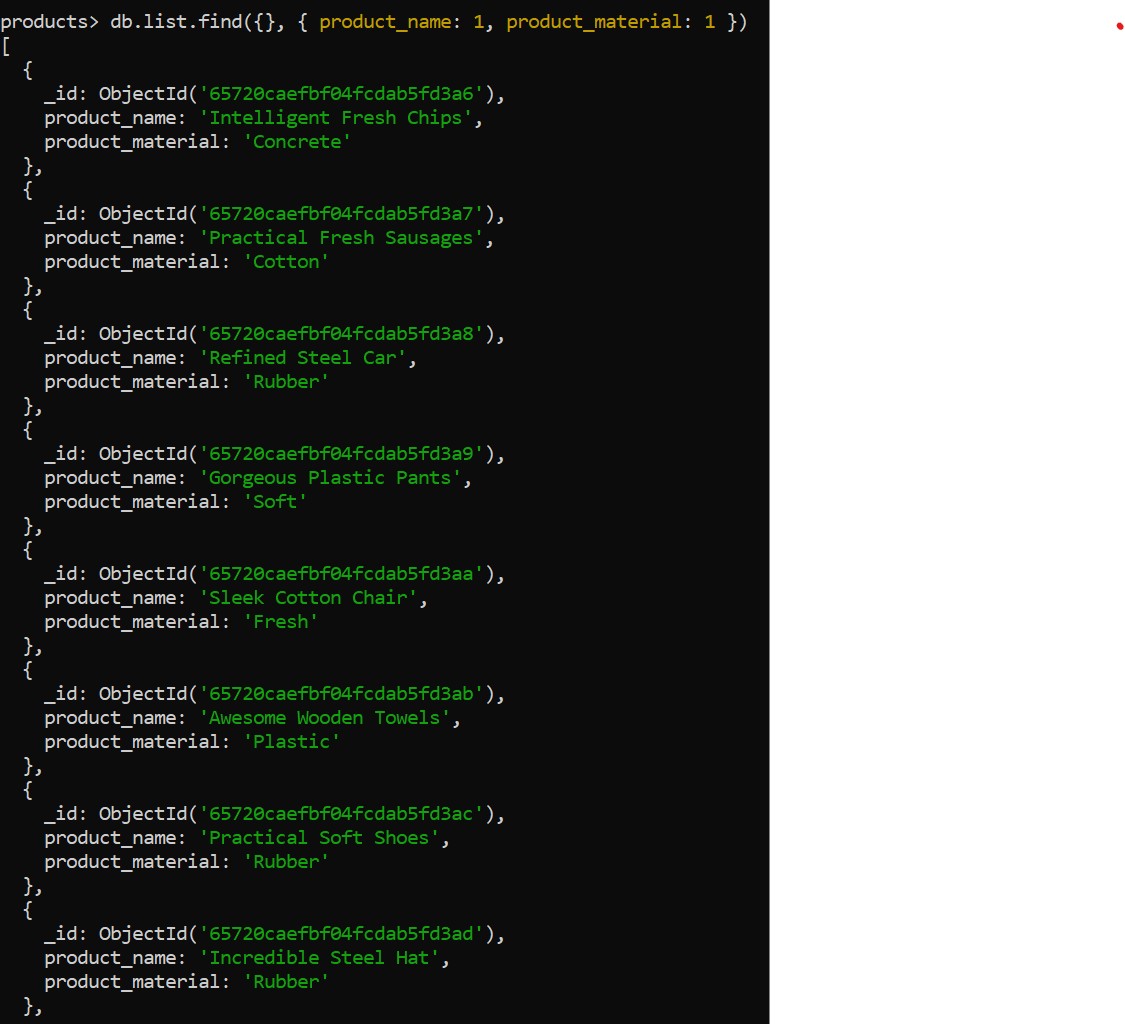 products> db.list.find({}, { product_name: 1, product_material: 1 })
[
  {
    _id: ObjectId('65720caefbf04fcdab5fd3a6'),
    product_name: 'Intelligent Fresh Chips',
    product_material: 'Concrete'
  },
  {
    _id: ObjectId('65720caefbf04fcdab5fd3a7'),
    product_name: 'Practical Fresh Sausages',
    product_material: 'Cotton'
  },
  {
    _id: ObjectId('65720caefbf04fcdab5fd3a8'),
    product_name: 'Refined Steel Car',
    product_material: 'Rubber'
  },
  {
    _id: ObjectId('65720caefbf04fcdab5fd3a9'),
    product_name: 'Gorgeous Plastic Pants',
    product_material: 'Soft'
  },
  {
    _id: ObjectId('65720caefbf04fcdab5fd3aa'),
    product_name: 'Sleek Cotton Chair',
    product_material: 'Fresh'
  },
  {
    _id: ObjectId('65720caefbf04fcdab5fd3ab'),
    product_name: 'Awesome Wooden Towels',
    product_material: 'Plastic'
  },
  {
    _id: ObjectId('65720caefbf04fcdab5fd3ac'),
    product_name: 'Practical Soft Shoes',
    product_material: 'Rubber'
  },
  {
    _id: ObjectId('65720caefbf04fcdab5fd3ad'),
    product_name: 'Incredible Steel Hat',
    product_material: 'Rubber'
  },